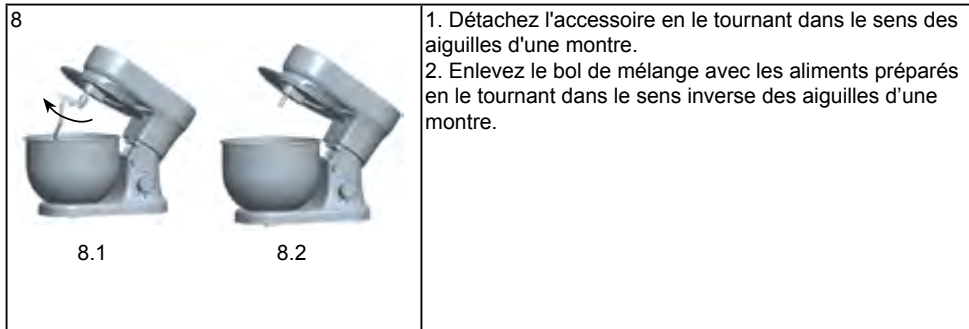 8
8.1
8.2
1. Détachez l'accessoire en le tournant dans le sens des
aiguilles d'une montre.
2. Enlevez le bol de mélange avec les aliments préparés
en le tournant dans le sens inverse des aiguilles d’une
montre.